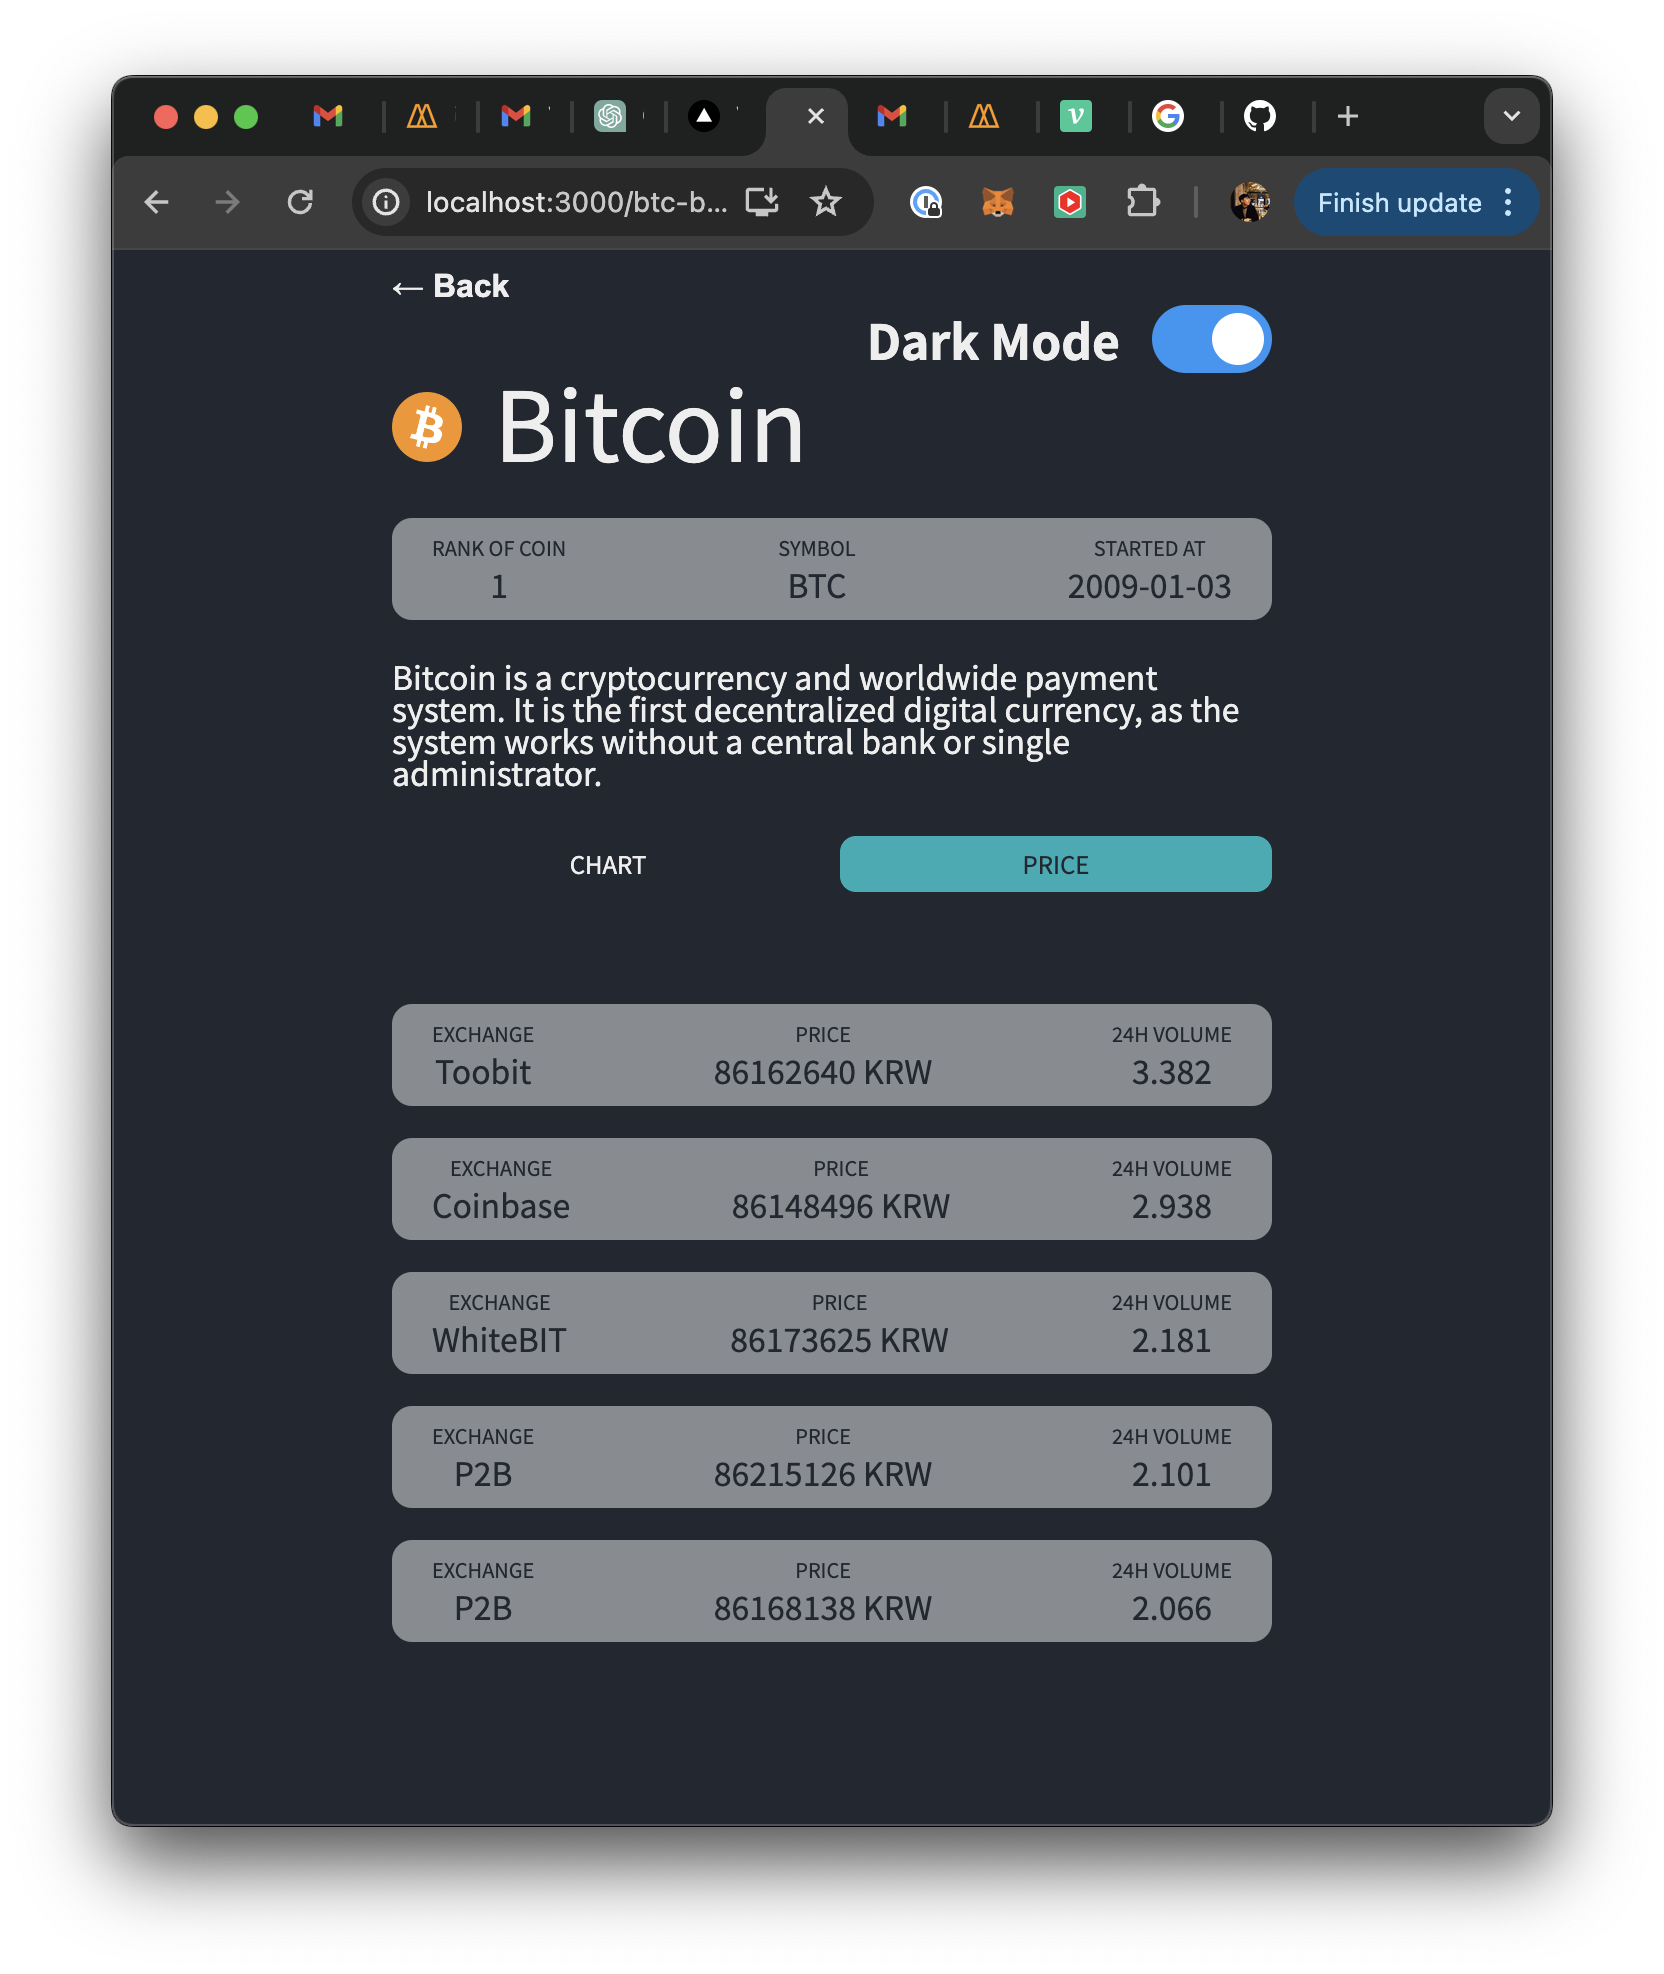 localhost:3000/btc-b...
Finish update
← Back
Dark Mode
Bitcoin
RANK OF COIN SYMBOL STARTED AT
1 BTC 2009-01-03
Bitcoin is a cryptocurrency and worldwide payment
system. It is the first decentralized digital currency, as the
system works without a central bank or single
administrator.
CHART PRICE
EXCHANGE PRICE 24H VOLUME
Toobit 86162640 KRW 3.382
EXCHANGE PRICE 24H VOLUME
Coinbase 86148496 KRW 2.938
EXCHANGE PRICE 24H VOLUME
WhiteBIT 86173625 KRW 2.181
EXCHANGE PRICE 24H VOLUME
P2B 86215126 KRW 2.101
EXCHANGE PRICE 24H VOLUME
P2B 86168138 KRW 2.066